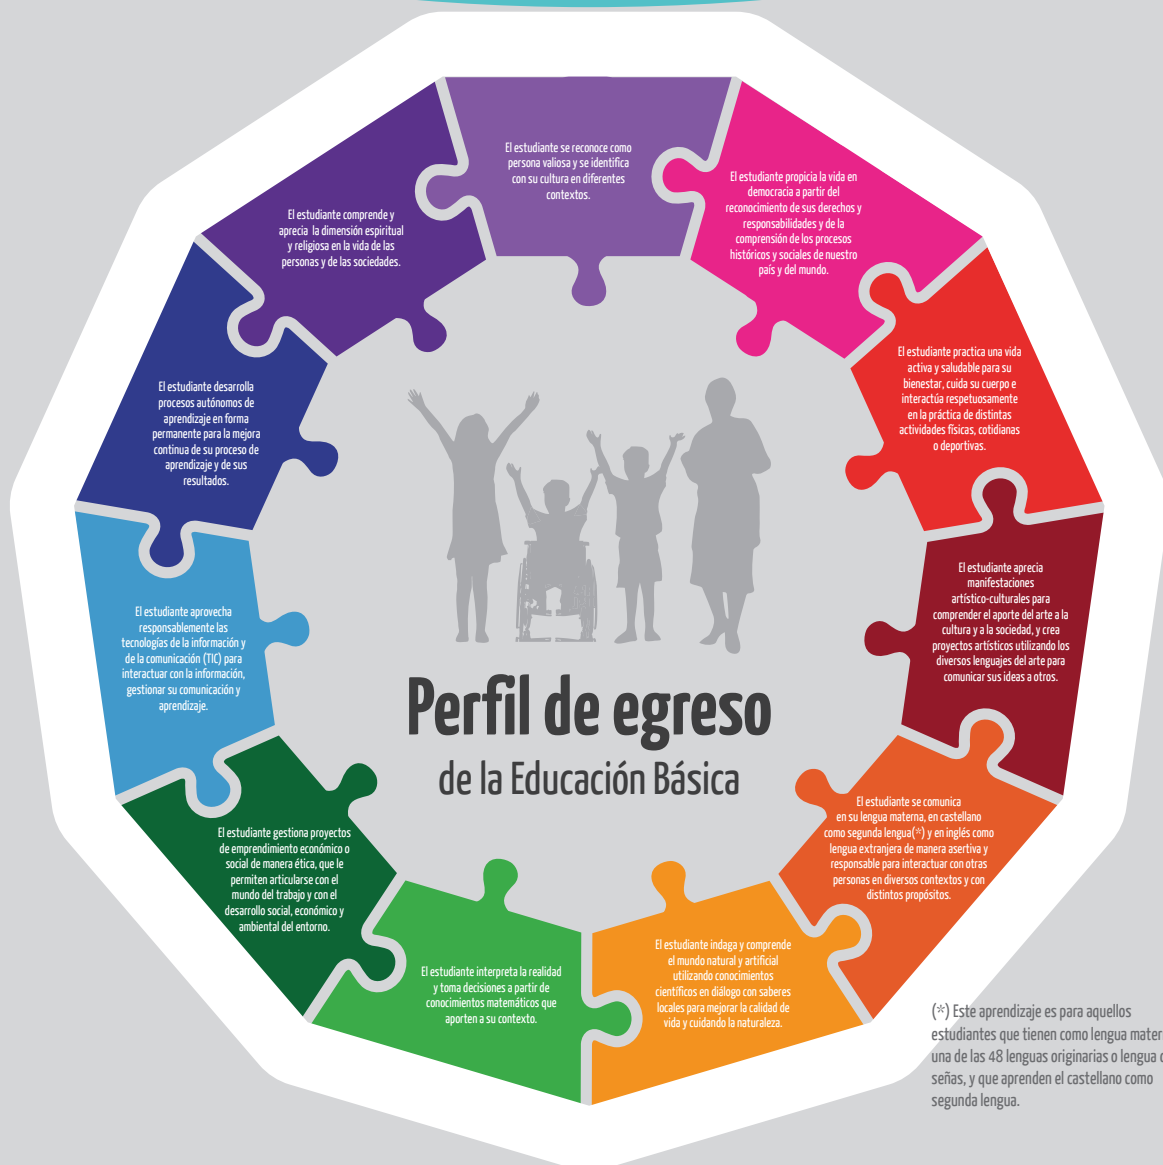 El estudiante se reconoce como
persona valiosa y se identifica
con su cultura en diferentes
contextos.
El estudiante propicia la vida en
democracia a partir del
reconocimiento de sus derechos y
responsabilidades y de la
comprensión de los procesos
históricos y sociales de nuestro
país y del mundo.
El estudiante practica una vida
activa y saludable para su
bienestar, cuida su cuerpo e
interactúa respetuosamente
en la práctica de distintas
actividades físicas, cotidianas
o deportivas.
El estudiante aprecia
manifestaciones
artístico-culturales para
comprender el aporte del arte a la
cultura y a la sociedad, y crea
proyectos artísticos utilizando los
diversos lenguajes del arte para
comunicar sus ideas a otros.
El estudiante se comunica
en su lengua materna, en castellano
como segunda lengua(*) y en inglés como
lengua extranjera de manera asertiva y
responsable para interactuar con otras
personas en diversos contextos y con
distintos propósitos.
El estudiante indaga y comprende
el mundo natural y artificial
utilizando conocimientos
científicos en diálogo con saberes
locales para mejorar la calidad de
vida y cuidando la naturaleza.
El estudiante interpreta la realidad
y toma decisiones a partir de
conocimientos matemáticos que
aporten a su contexto.
El estudiante gestiona proyectos
de emprendimiento económico o
social de manera ética, que le
permiten articularse con el
mundo del trabajo y con el
desarrollo social, económico y
ambiental del entorno.
El estudiante aprovecha
responsablemente las
tecnologías de la información y
de la comunicación (TIC) para
interactuar con la información,
gestionar su comunicación y
aprendizaje.
El estudiante desarrolla
procesos autónomos de
aprendizaje en forma
permanente para la mejora
continua de su proceso de
aprendizaje y de sus
resultados.
El estudiante comprende y
aprecia la dimensión espiritual
y religiosa en la vida de las
personas y de las sociedades.
Perfil de egreso
de la Educación Básica
(*) Este aprendizaje es para aquellos
estudiantes que tienen como lengua mater
una de las 48 lenguas originarias o lengua
señas, y que aprenden el castellano como
segunda lengua.